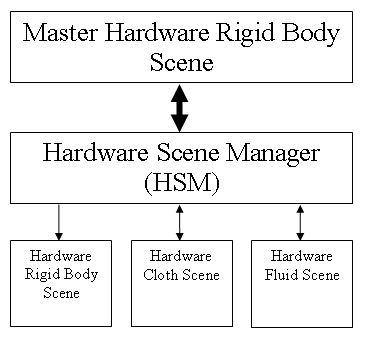 Master Hardware Rigid Body
Scene
Hardware Scene Manager
(HSM)
Hardware
Rigid Body
Scene
Hardware
Cloth Scene
Hardware
Fluid Scene